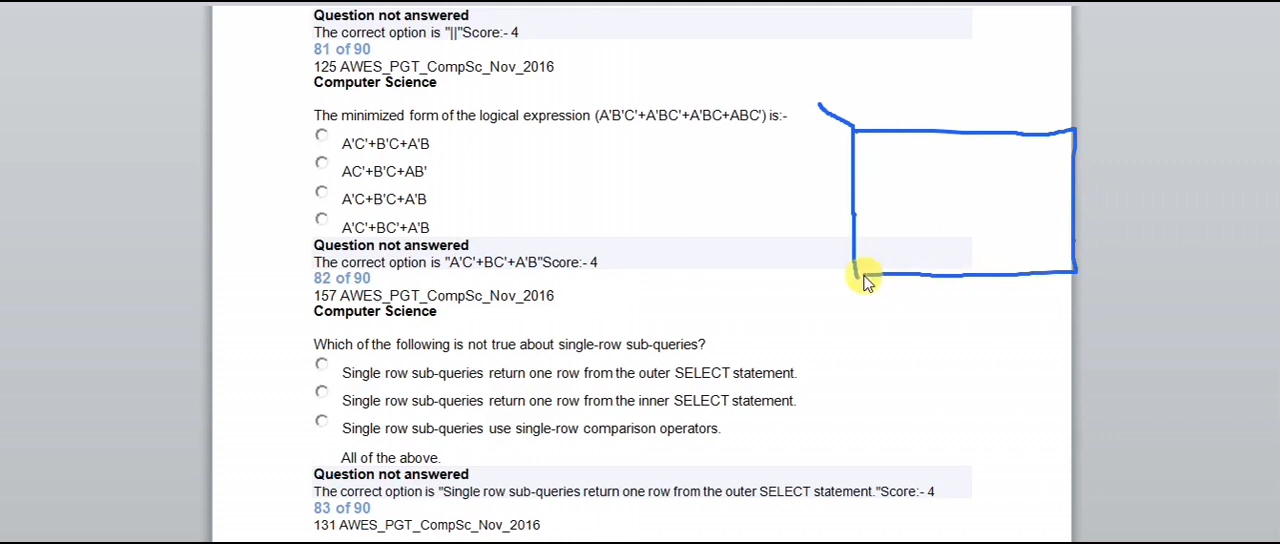 Question not answered
The correct option is "||"Score:- 4
81 of 90
125 AWES_PGT_CompSc_Nov_2016
Computer Science
The minimized form of the logical expression (A'B'C'+A'BC'+A'BC+ABC') is:-
A'C'+B'C+A'B
AC'+B'C+AB'
A'C+B'C+A'B
A'C'+BC'+A'B
Question not answered
The correct option is "A'C'+BC'+A'B"Score:- 4
82 of 90
157 AWES_PGT_CompSc_Nov_2016
Computer Science
Which of the following is not true about single-row sub-queries?
Single row sub-queries return one row from the outer SELECT statement.
Single row sub-queries return one row from the inner SELECT statement.
Single row sub-queries use single-row comparison operators.
All of the above.
Question not answered
The correct option is "Single row sub-queries return one row from the outer SELECT statement."Score:- 4
83 of 90
131 AWES_PGT_CompSc_Nov_2016